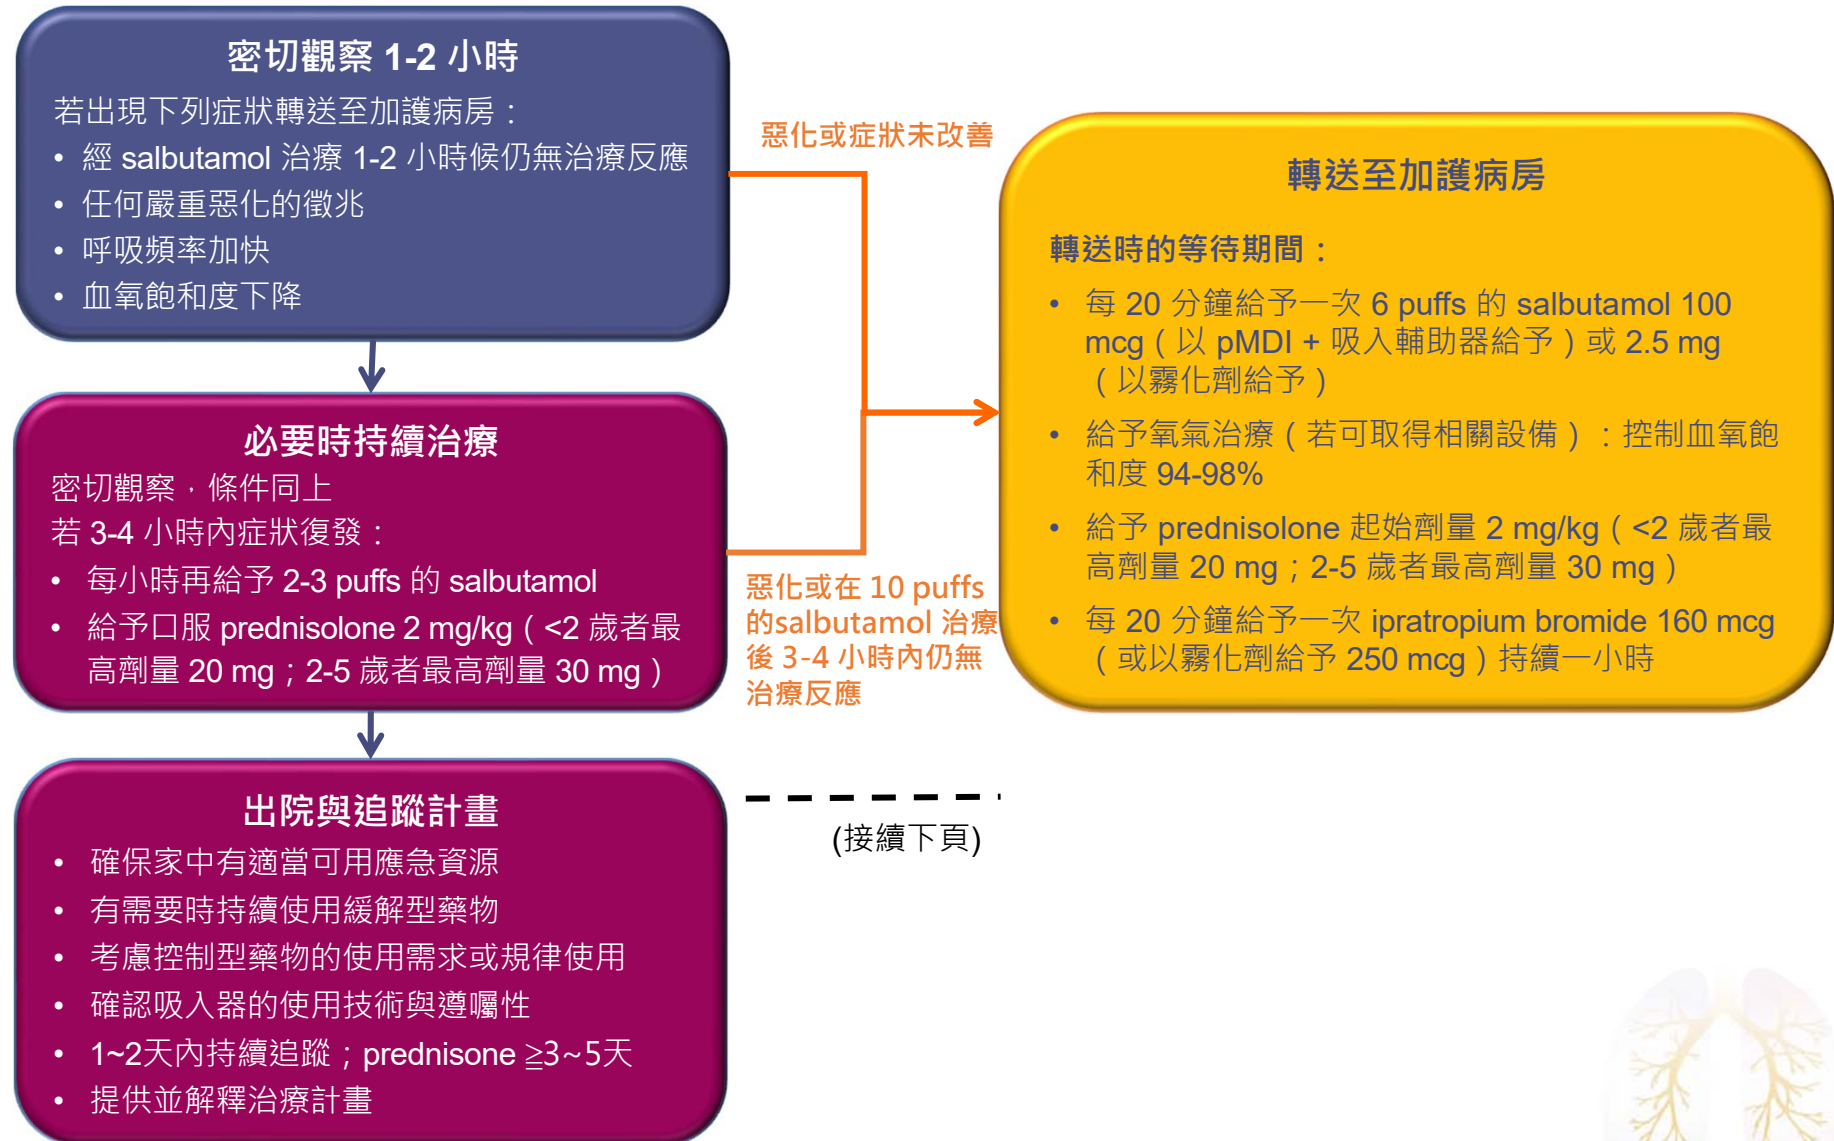 密切觀察 1-2 小時
若出現下列症狀轉送至加護病房：
• 經 salbutamol 治療 1-2 小時候仍無治療反應
• 任何嚴重惡化的徵兆
• 呼吸頻率加快
• 血氧飽和度下降
惡化或症狀未改善
必要時持續治療
密切觀察，條件同上
若 3-4 小時內症狀復發：
• 每小時再給予 2-3 puffs 的 salbutamol
• 給予口服 prednisolone 2 mg/kg（<2 歲者最
高劑量 20 mg；2-5 歲者最高劑量 30 mg）
惡化或在 10 puffs
的salbutamol 治療
後 3-4 小時內仍無
治療反應
轉送至加護病房
轉送時的等待期間：
• 每 20 分鐘給予一次 6 puffs 的 salbutamol 100
mcg（以 pMDI + 吸入輔助器給予）或 2.5 mg
（以霧化劑給予）
• 給予氧氣治療（若可取得相關設備）：控制血氧飽
和度 94-98%
• 給予 prednisolone 起始劑量 2 mg/kg（<2 歲者最
高劑量 20 mg；2-5 歲者最高劑量 30 mg）
• 每 20 分鐘給予一次 ipratropium bromide 160 mcg
（或以霧化劑給予 250 mcg）持續一小時
出院與追蹤計畫
• 確保家中有適當可用應急資源
• 有需要時持續使用緩解型藥物
• 考慮控制型藥物的使用需求或規律使用
• 確認吸入器的使用技術與遵囑性
• 1~2天內持續追蹤；prednisone ≧3~5天
• 提供並解釋治療計畫
(接續下頁)